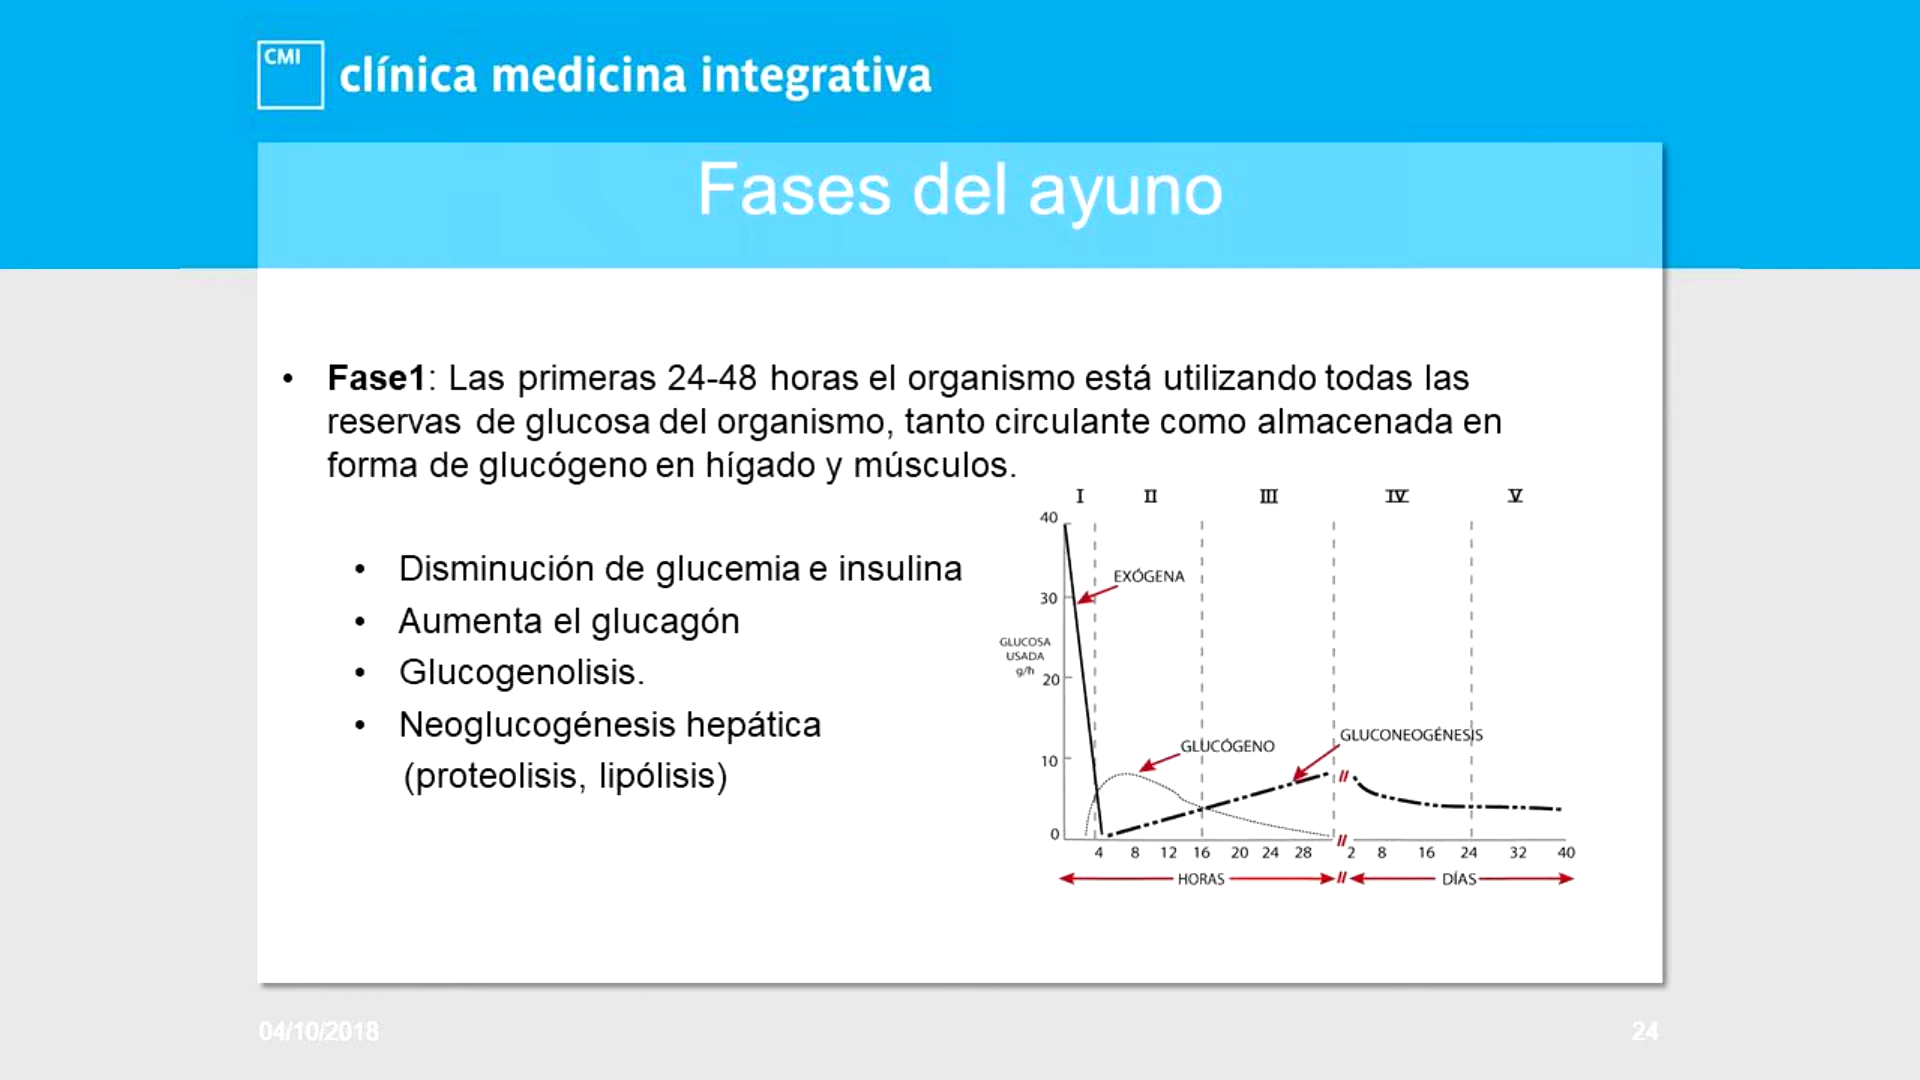 CMI
clínica medicina integrativa
Fases del ayuno
• Fase1: Las primeras 24-48 horas el organismo está utilizando todas las
reservas de glucosa del organismo, tanto circulante como almacenada en
forma de glucógeno en hígado y músculos.
• Disminución de glucemia e insulina
• Aumenta el glucagón
• Glucogenolisis.
• Neoglucogénesis hepática
(proteolisis, lipólisis)
I II III IV V
40
EXÓGENA
30
GLUCOSA
USADA
g/h
20
GLUCÓGENO
GLUCONEOGÉNESIS
10
0
4 8 12 16 20 24 28 // 2 8 16 24 32 40
HORAS // DÍAS
04/10/2018
24